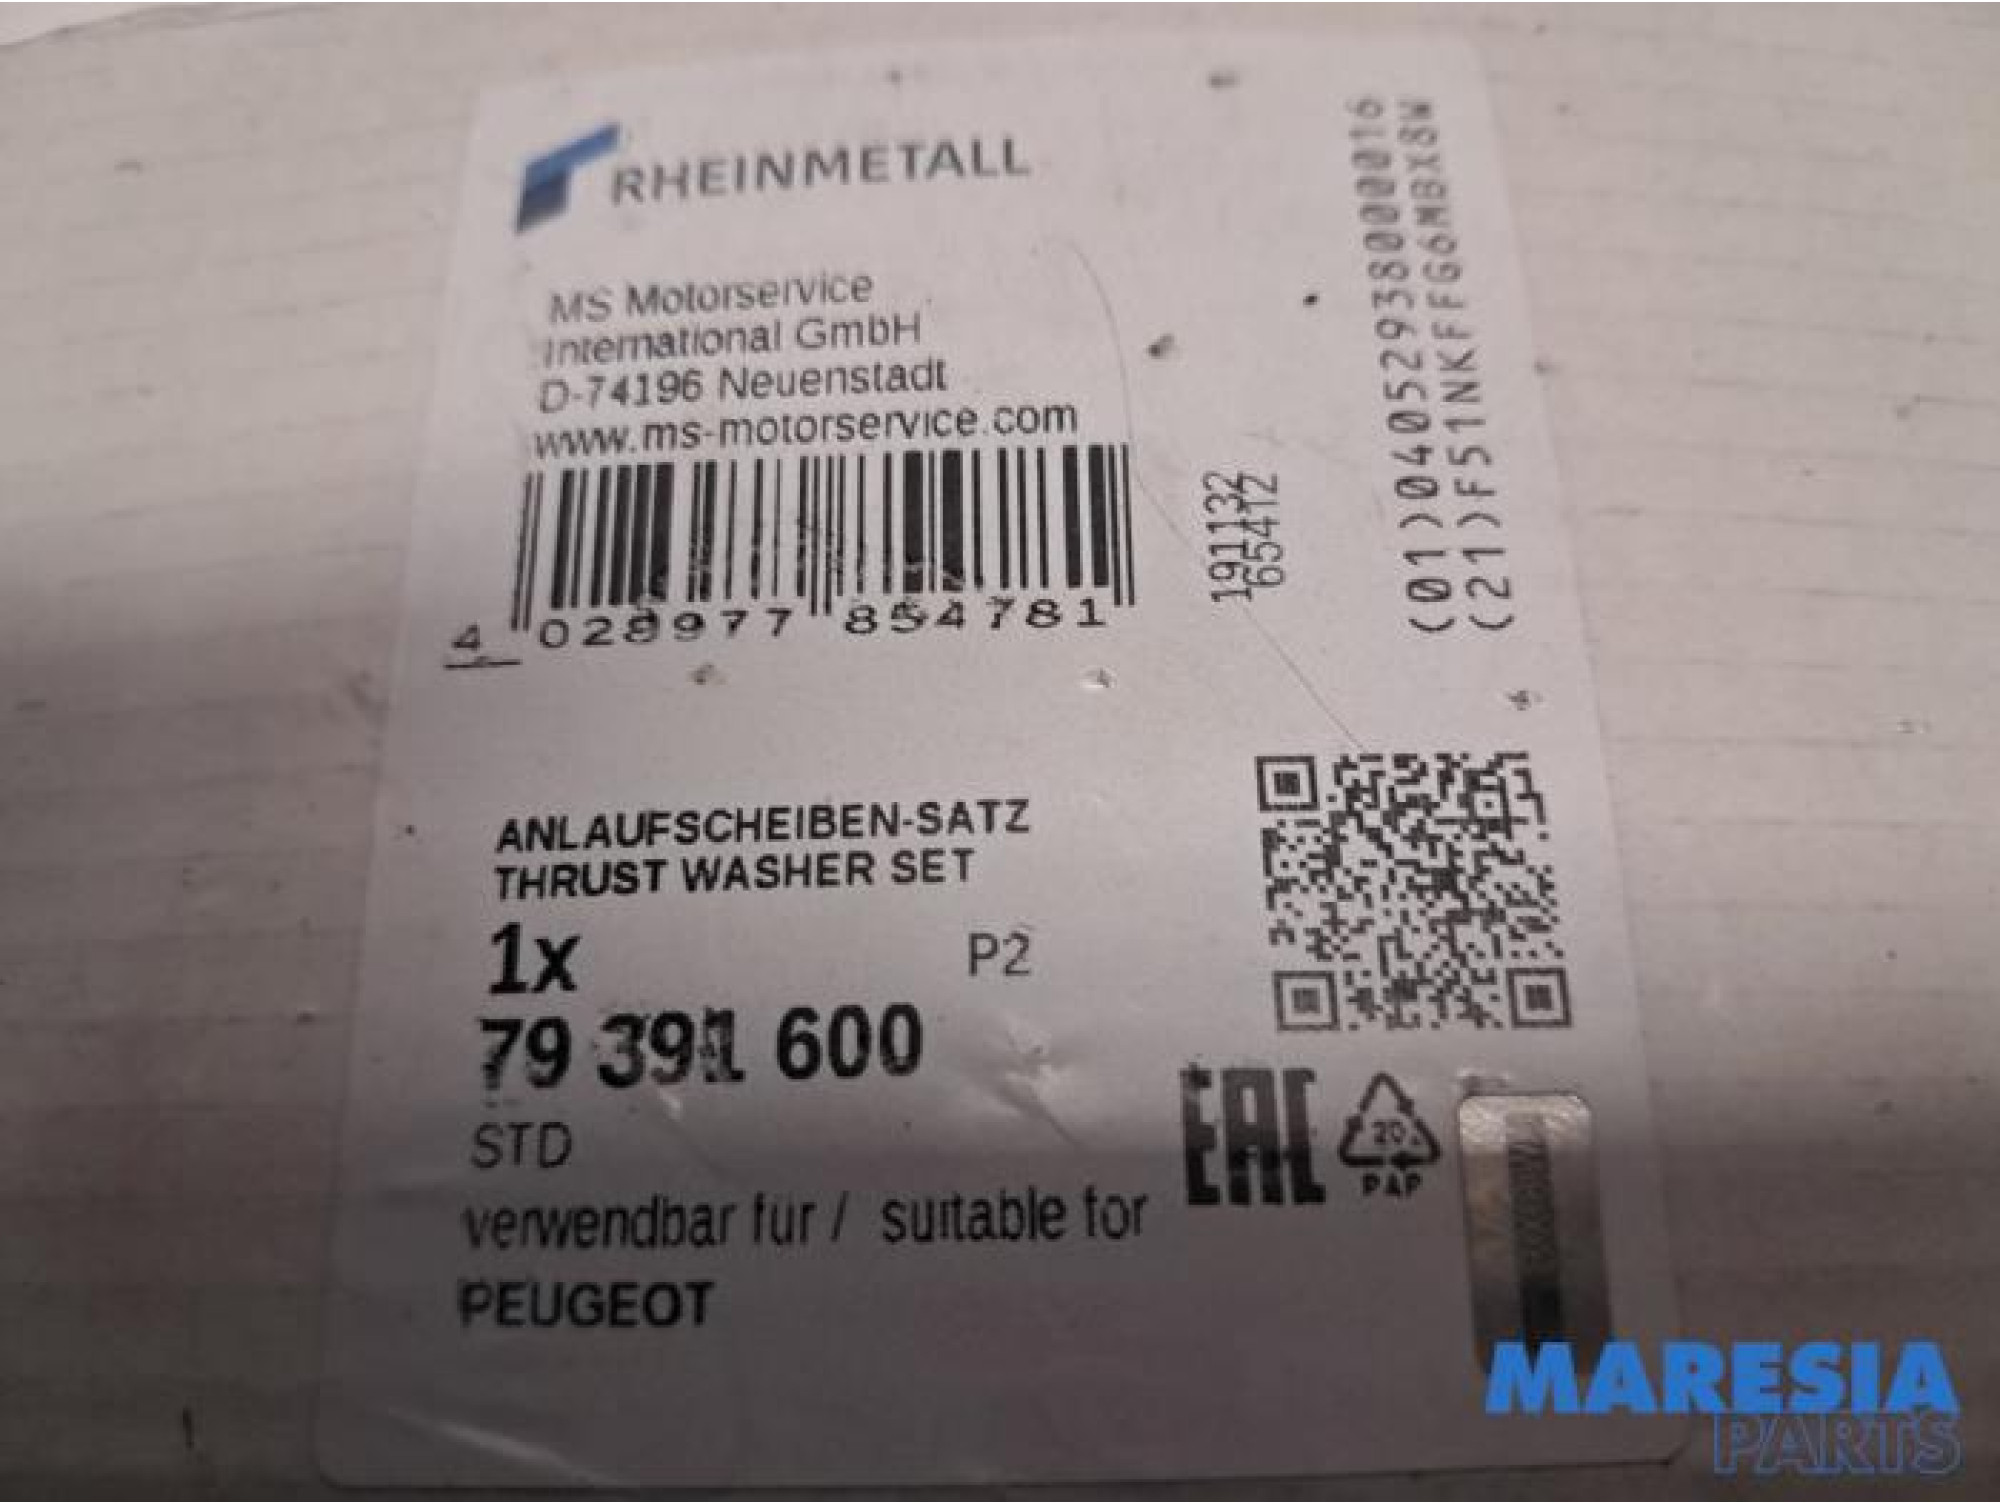 RHEINMETALL
MS Motorservice
International GmbH
D-74196 Neuenstadt
www.ms-motorservice.com
4 028977 854781
191132
65412
(01)04052938000016
(21)F51NKFFG6MBX8W
ANLAUFSCHEIBEN-SATZ
THRUST WASHER SET
1x P2
79 391 600
STD
verwendbar für / suitable for
PEUGEOT
EAC
20
PAP
MARESIA
PARTS